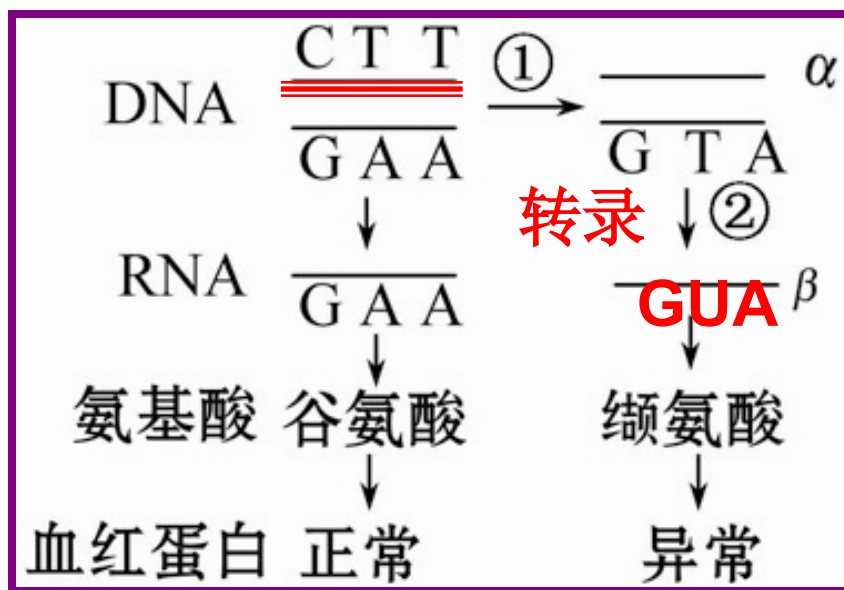 C T T ① α
DNA
G A A G T A
转录 ②
RNA GUA β
G A A
氨基酸 谷氨酸 缬氨酸
血红蛋白 正常 异常